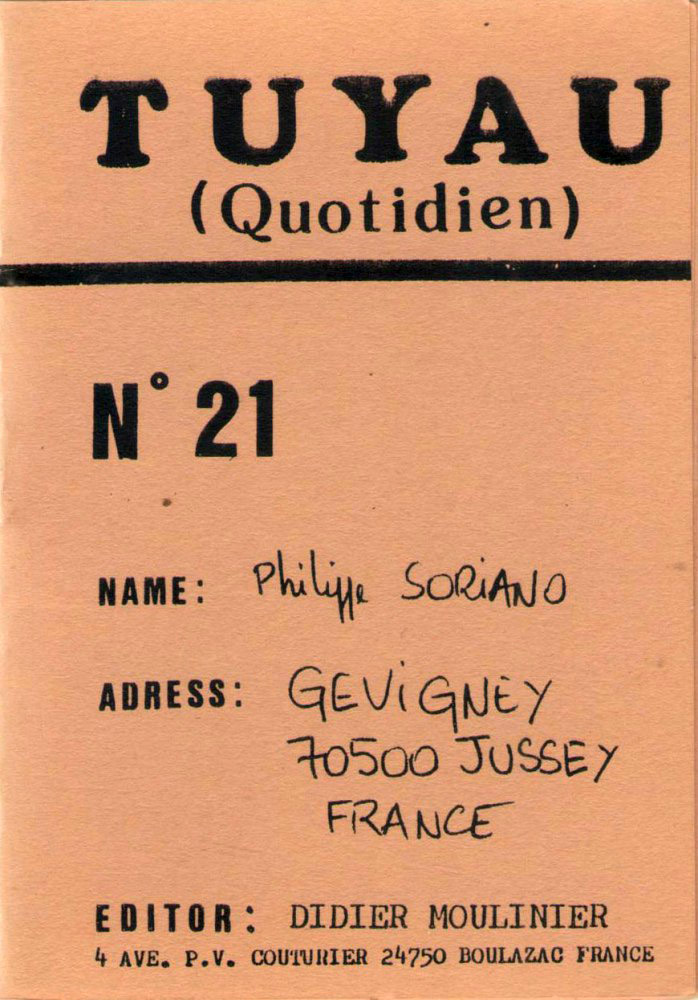 TUYAU
(Quotidien)
N° 21
NAME: Philippe SORiANO
ADRESS: GEViGNEY
70500 JUSSEY
FRANCE
EDITOR: DIDIER MOULINIER
4 AVE. P.V. COUTURIER 24750 BOULAZAC FRANCE